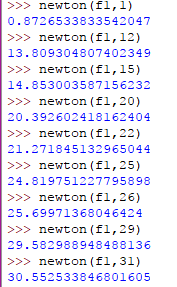 >>> newton(f1,1)
0.8726533833542047
>>> newton(f1,12)
13.809304807402349
>>> newton(f1,15)
14.853003587156232
>>> newton(f1,20)
20.392602418162404
>>> newton(f1,22)
21.271845132965044
>>> newton(f1,25)
24.819751227795898
>>> newton(f1,26)
25.69971368046424
>>> newton(f1,29)
29.582988948488136
>>> newton(f1,31)
30.552533846801605